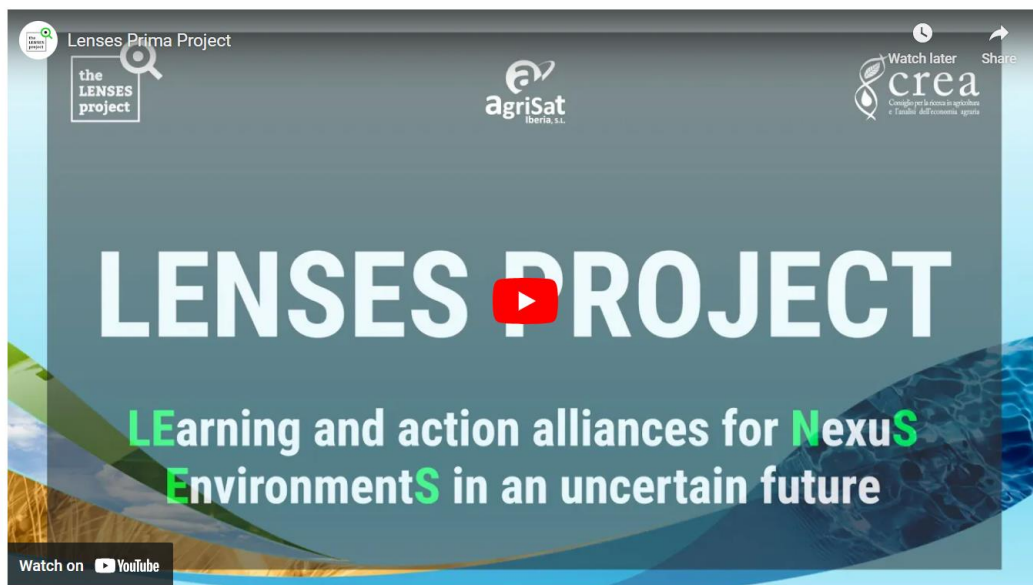 Lenses Prima Project
Watch later
Share
the
LENSES
project
agriSat
Iberia, S.L.
crea
Consiglio per la ricerca in agricoltura
e l'analisi dell'economia agraria
LENSES PROJECT
LEarning and action alliances for NexuS
EnvironmentS in an uncertain future
Watch on YouTube